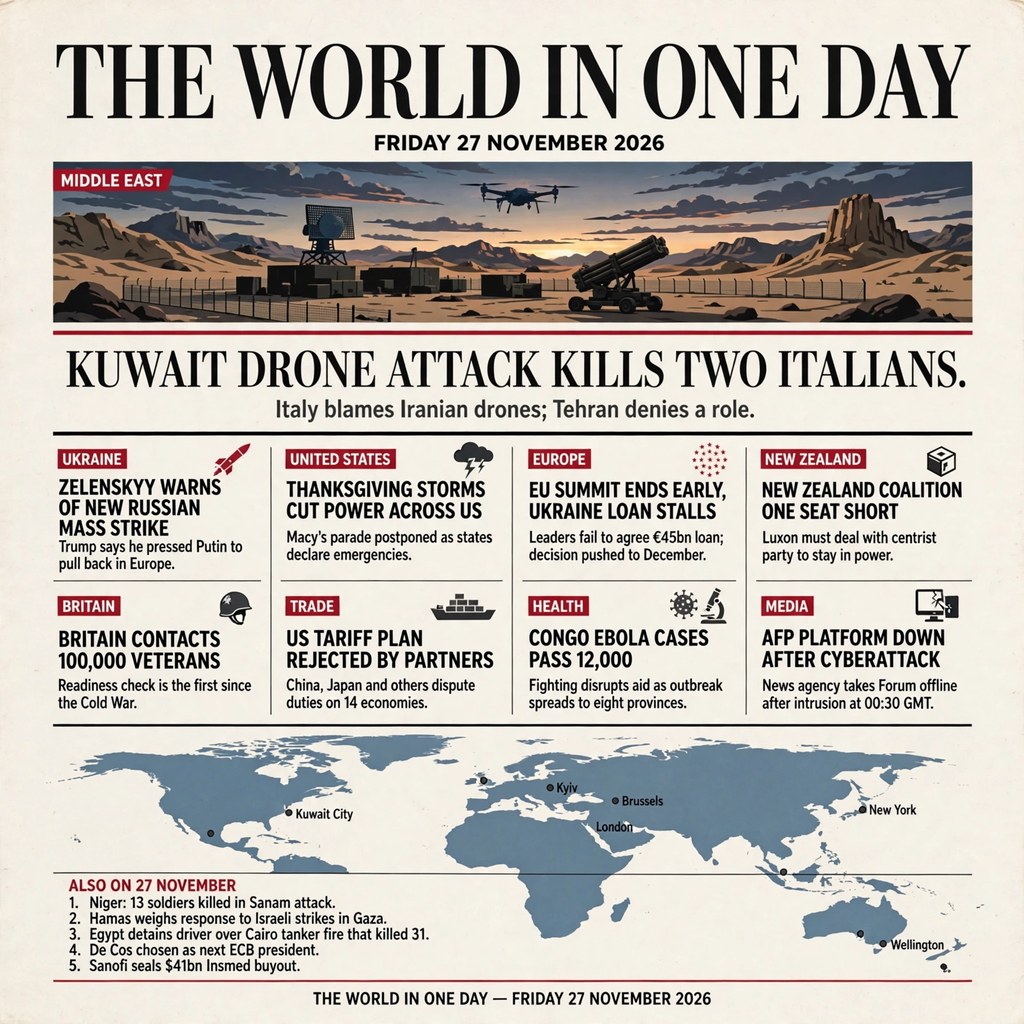 THE WORLD IN ONE DAY
FRIDAY 27 NOVEMBER 2026
MIDDLE EAST
KUWAIT DRONE ATTACK KILLS TWO ITALIANS.
Italy blames Iranian drones; Tehran denies a role.
UKRAINE
ZELENSKYY WARNS
OF NEW RUSSIAN
MASS STRIKE
Trump says he pressed Putin to
pull back in Europe.
UNITED STATES
THANKSGIVING STORMS
CUT POWER ACROSS US
Macy's parade postponed as states
declare emergencies.
EUROPE
EU SUMMIT ENDS EARLY,
UKRAINE LOAN STALLS
Leaders fail to agree €45bn loan;
decision pushed to December.
NEW ZEALAND
NEW ZEALAND COALITION
ONE SEAT SHORT
Luxon must deal with centrist
party to stay in power.
BRITAIN
BRITAIN CONTACTS
100,000 VETERANS
Readiness check is the first since
the Cold War.
TRADE
US TARIFF PLAN
REJECTED BY PARTNERS
China, Japan and others dispute
duties on 14 economies.
HEALTH
CONGO EBOLA CASES
PASS 12,000
Fighting disrupts aid as outbreak
spreads to eight provinces.
MEDIA
AFP PLATFORM DOWN
AFTER CYBERATTACK
News agency takes Forum offline
after intrusion at 00:30 GMT.
Kyiv
Brussels
Kuwait City
New York
London
Wellington
ALSO ON 27 NOVEMBER
1. Niger: 13 soldiers killed in Sanam attack.
2. Hamas weighs response to Israeli strikes in Gaza.
3. Egypt detains driver over Cairo tanker fire that killed 31.
4. De Cos chosen as next ECB president.
5. Sanofi seals $41bn Insmed buyout.
THE WORLD IN ONE DAY — FRIDAY 27 NOVEMBER 2026